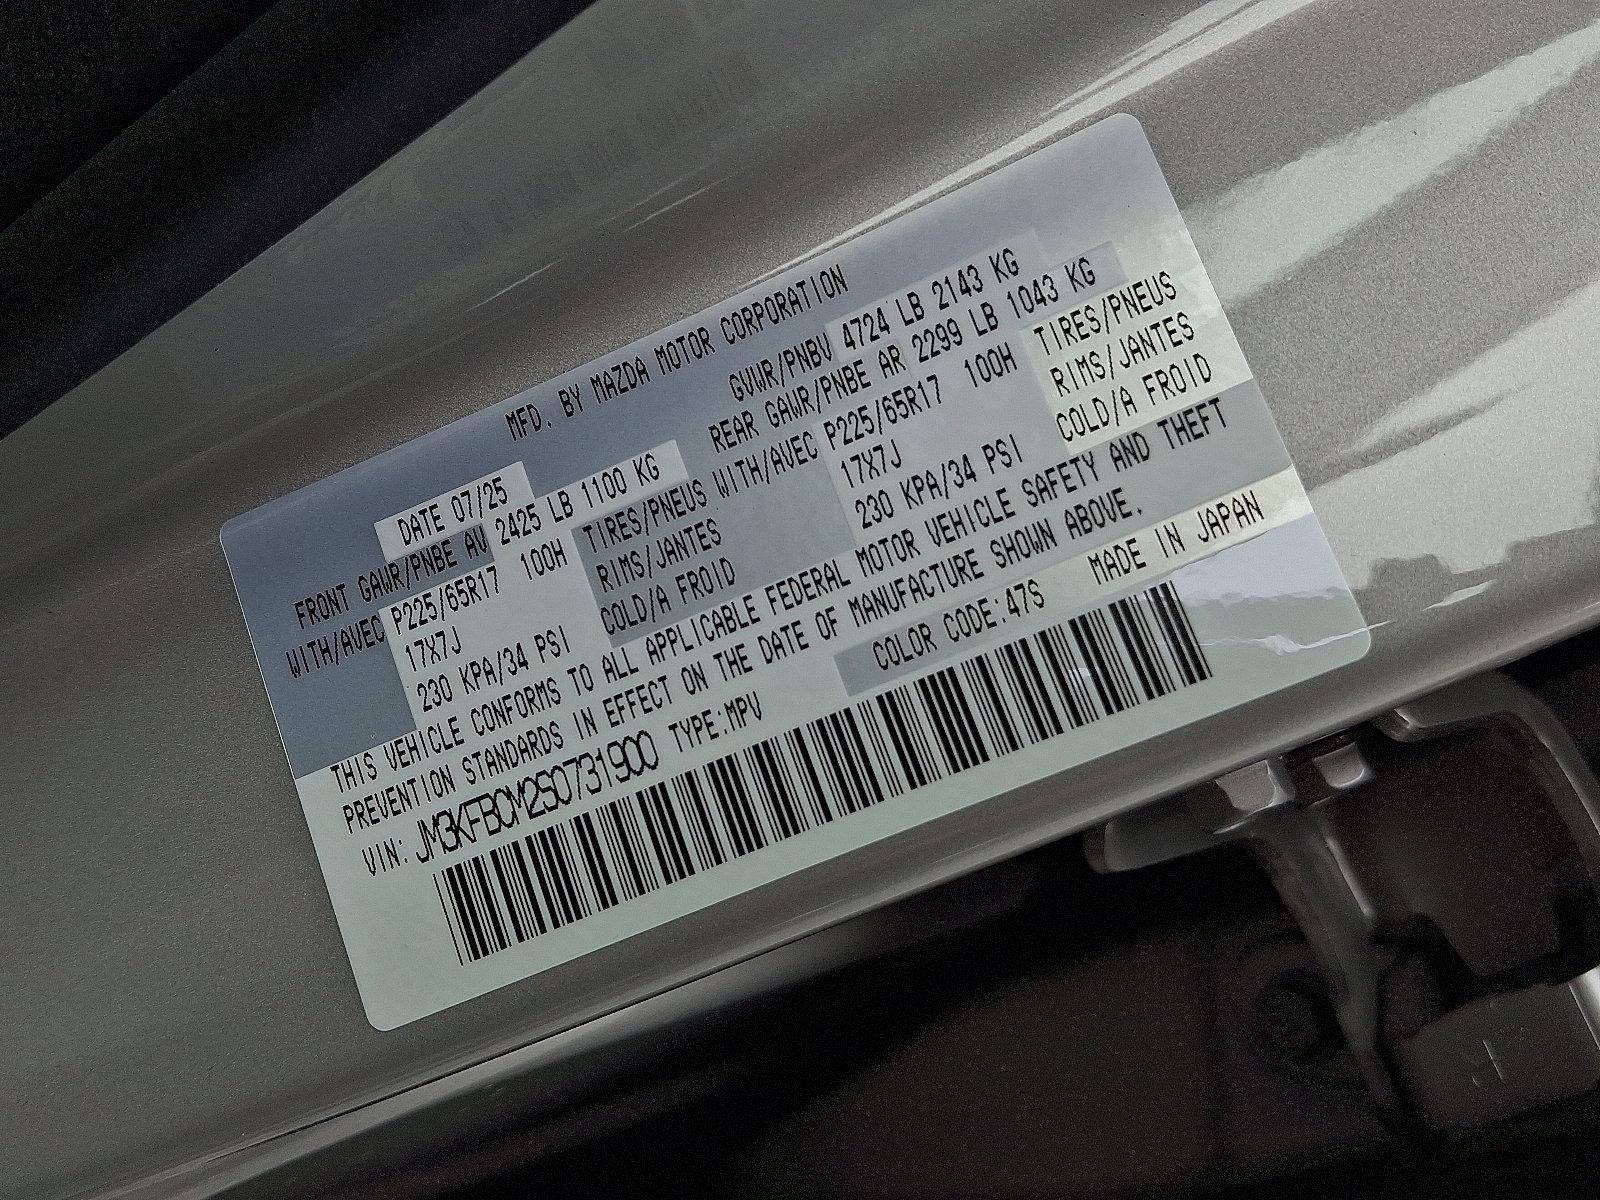 MFD. BY MAZDA MOTOR CORPORATION
DATE 07/25 GVWR/PNBV 4724 LB 2143 KG
FRONT GAWR/PNBE AV 2425 LB 1100 KG REAR GAWR/PNBE AR 2299 LB 1043 KG
WITH/AVEC P225/65R17 100H TIRES/PNEUS WITH/AVEC P225/65R17 100H TIRES/PNEUS
17X7J RIMS/JANTES 17X7J RIMS/JANTES
230 KPA/34 PSI COLD/A FROID 230 KPA/34 PSI COLD/A FROID
THIS VEHICLE CONFORMS TO ALL APPLICABLE FEDERAL MOTOR VEHICLE SAFETY AND THEFT
PREVENTION STANDARDS IN EFFECT ON THE DATE OF MANUFACTURE SHOWN ABOVE.
VIN: JM3KFBCM2S0731900 TYPE:MPV COLOR CODE:47S MADE IN JAPAN